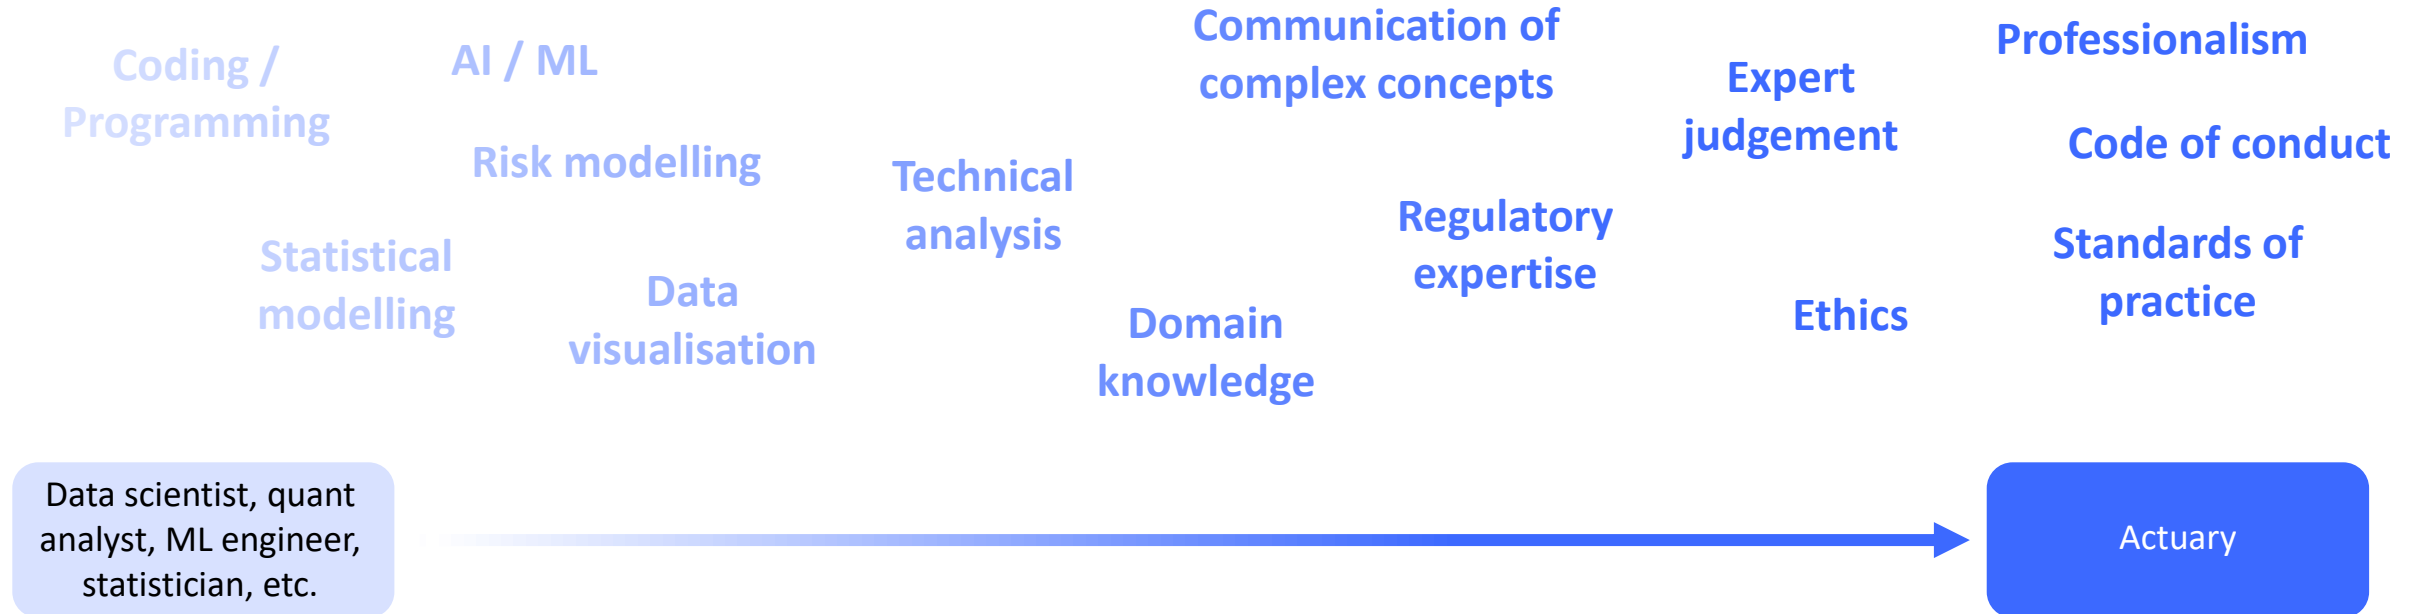 Coding /
Programming
AI / ML
Risk modelling
Statistical
modelling
Data
visualisation
Technical
analysis
Communication of
complex concepts
Domain
knowledge
Regulatory
expertise
Expert
judgement
Ethics
Professionalism
Code of conduct
Standards of
practice
Data scientist, quant
analyst, ML engineer,
statistician, etc.
Actuary